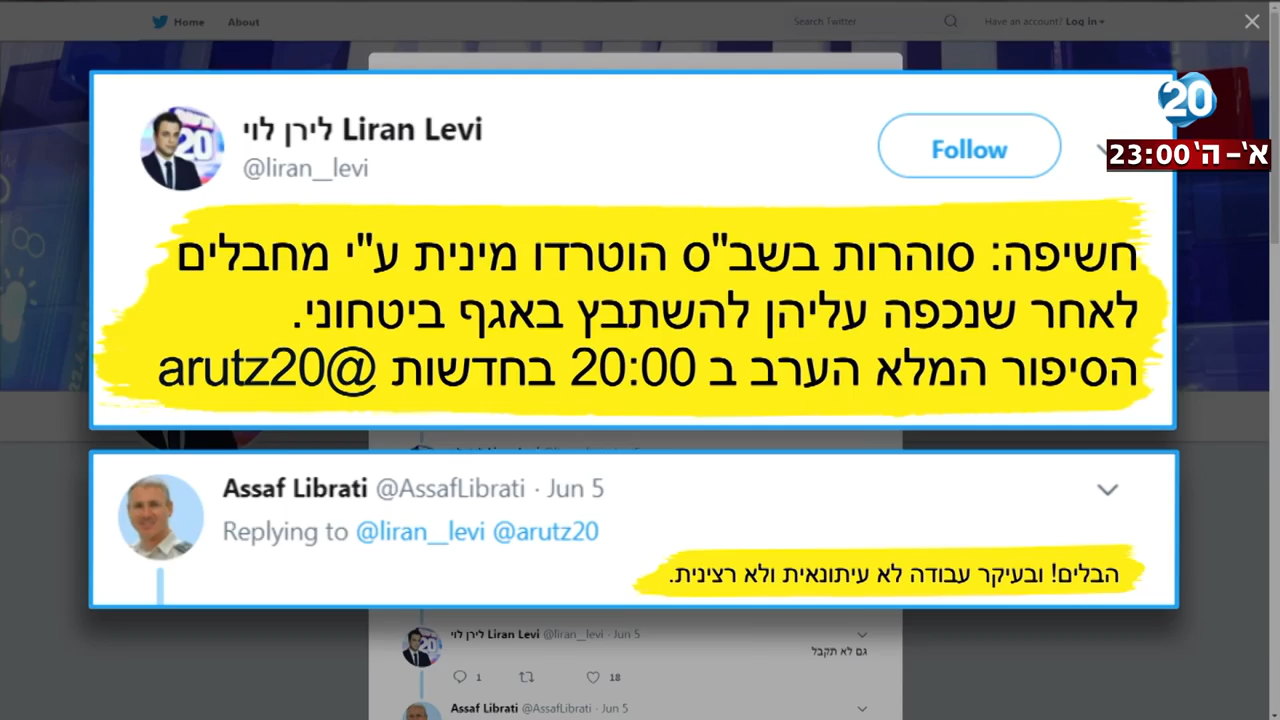 Home About Search Twitter Have an account? Log in
20
א'-ה' 23:00
לירן לוי Liran Levi
@liran__levi
Follow
חשיפה: סוהרות בשב"ס הוטרדו מינית ע"י מחבלים
לאחר שנכפה עליהן להשתבץ באגף ביטחוני.
הסיפור המלא הערב ב 20:00 בחדשות @arutz20
Assaf Librati @AssafLibrati · Jun 5
Replying to @liran__levi @arutz20
הבלים! ובעיקר עבודה לא עיתונאית ולא רצינית.
לירן לוי Liran Levi @liran__levi · Jun 5
גם לא תקבל
1 18
Assaf Librati @AssafLibrati · Jun 5